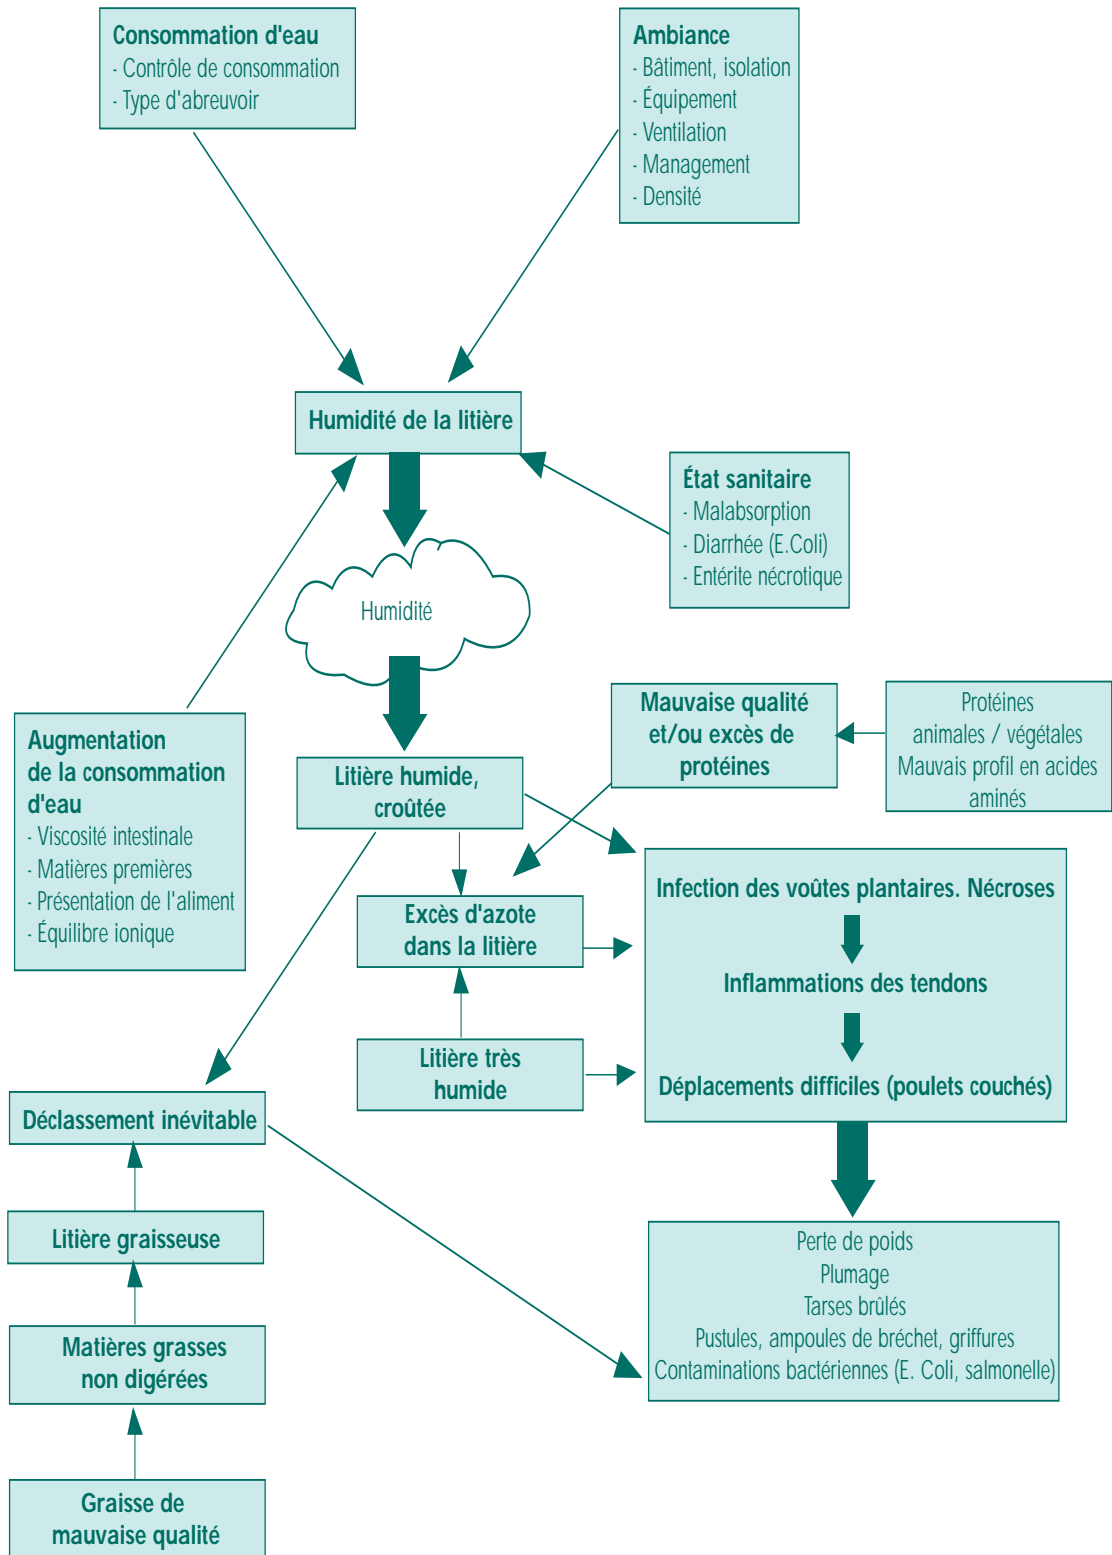 Consommation d'eau
- Contrôle de consommation
- Type d'abreuvoir
Ambiance
- Bâtiment, isolation
- Équipement
- Ventilation
- Management
- Densité
Humidité de la litière
État sanitaire
- Malabsorption
- Diarrhée (E.Coli)
- Entérite nécrotique
Humidité
Augmentation
de la consommation
d'eau
- Viscosité intestinale
- Matières premières
- Présentation de l'aliment
- Équilibre ionique
Mauvaise qualité
et/ou excès de
protéines
Protéines
animales / végétales
Mauvais profil en acides
aminés
Litière humide,
croûtée
Excès d'azote
dans la litière
Litière très
humide
Infection des voûtes plantaires. Nécroses
Inflammations des tendons
Déplacements difficiles (poulets couchés)
Déclassement inévitable
Litière graisseuse
Matières grasses
non digérées
Graisse de
mauvaise qualité
Perte de poids
Plumage
Tarses brûlés
Pustules, ampoules de bréchet, griffures
Contaminations bactériennes (E. Coli, salmonelle)